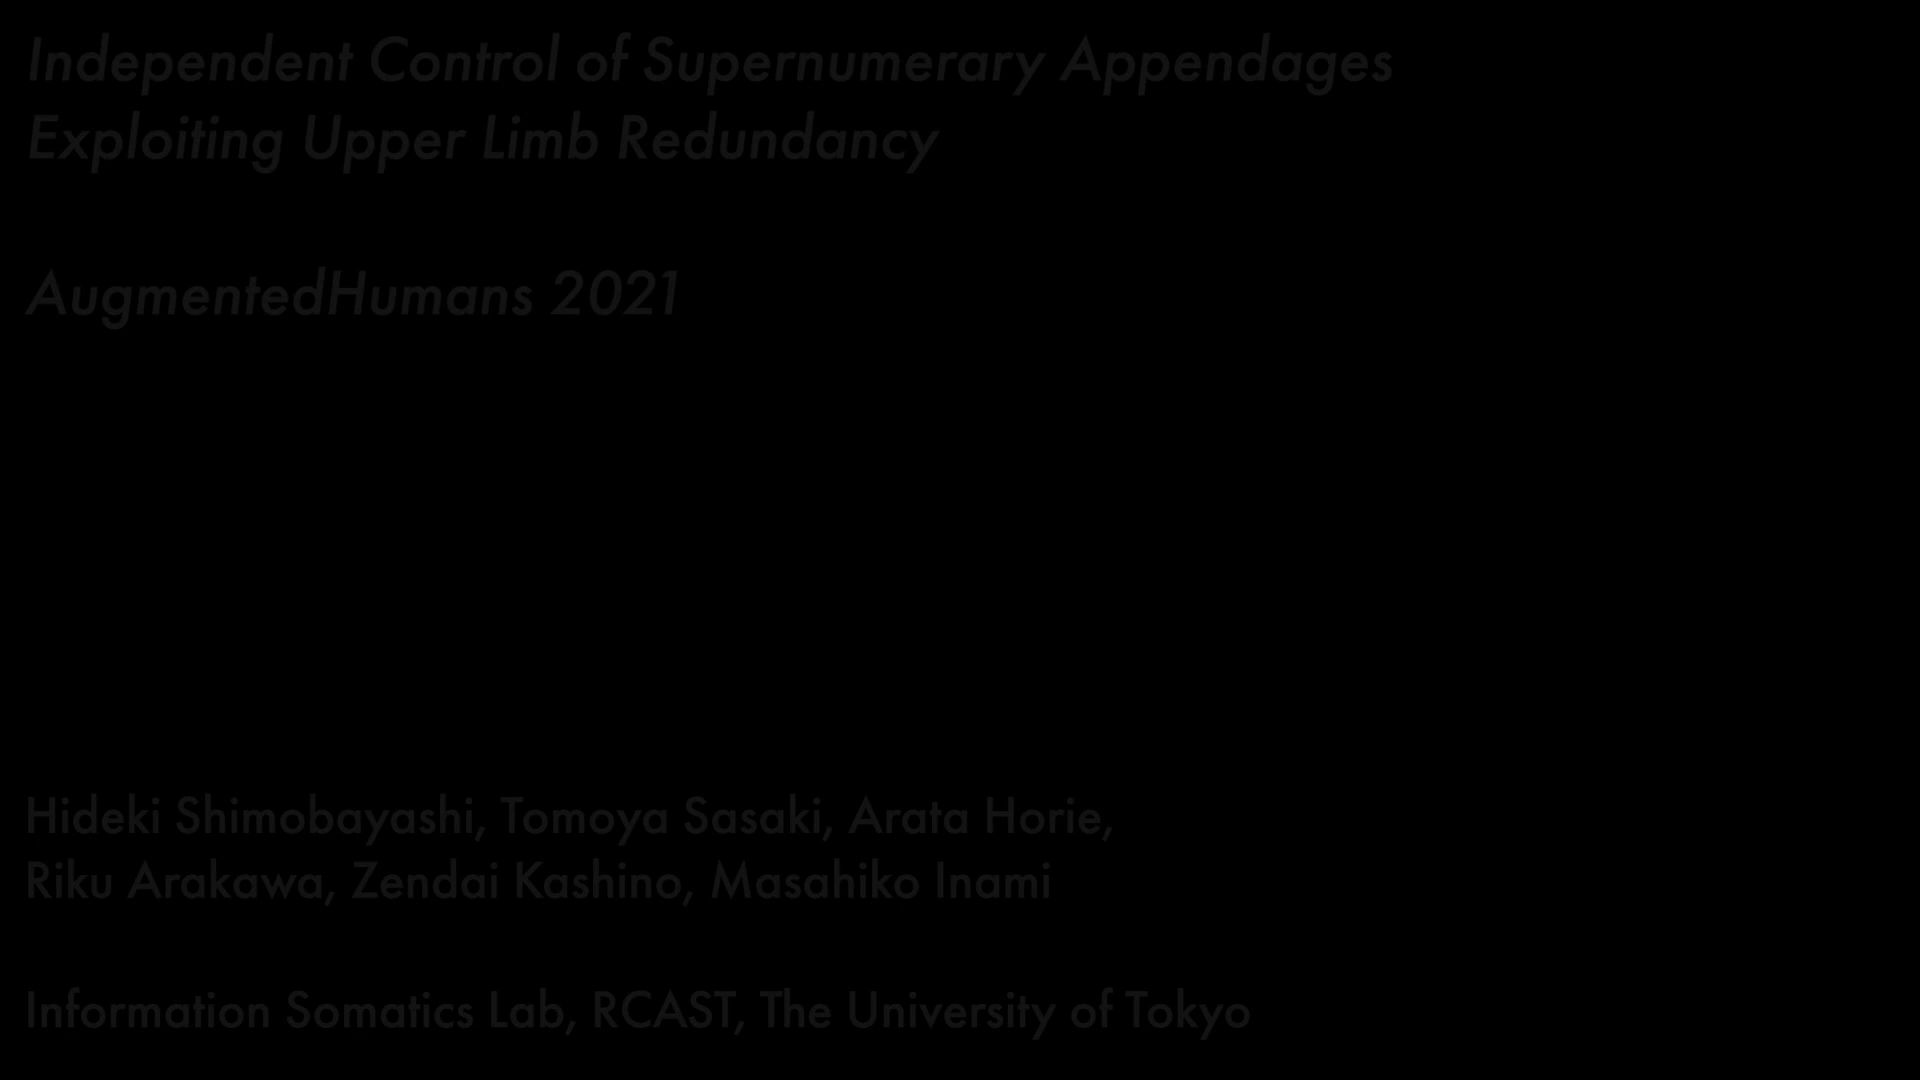 Independent Control of Supernumerary Appendages
Exploiting Upper Limb Redundancy
AugmentedHumans 2021
Hideki Shimobayashi, Tomoya Sasaki, Arata Horie,
Riku Arakawa, Zendai Kashino, Masahiko Inami
Information Somatics Lab, RCAST, The University of Tokyo